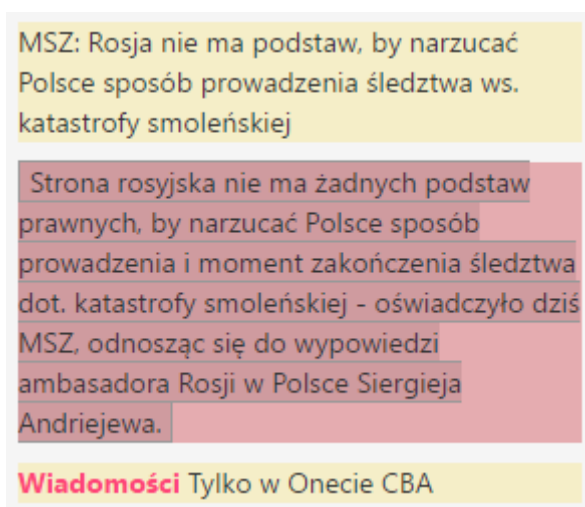 MSZ: Rosja nie ma podstaw, by narzucać
Polsce sposób prowadzenia śledztwa ws.
katastrofy smoleńskiej
Strona rosyjska nie ma żadnych podstaw
prawnych, by narzucać Polsce sposób
prowadzenia i moment zakończenia śledztwa
dot. katastrofy smoleńskiej - oświadczyło dziś
MSZ, odnosząc się do wypowiedzi
ambasadora Rosji w Polsce Siergieja
Andriejewa.
Wiadomości Tylko w Onecie CBA